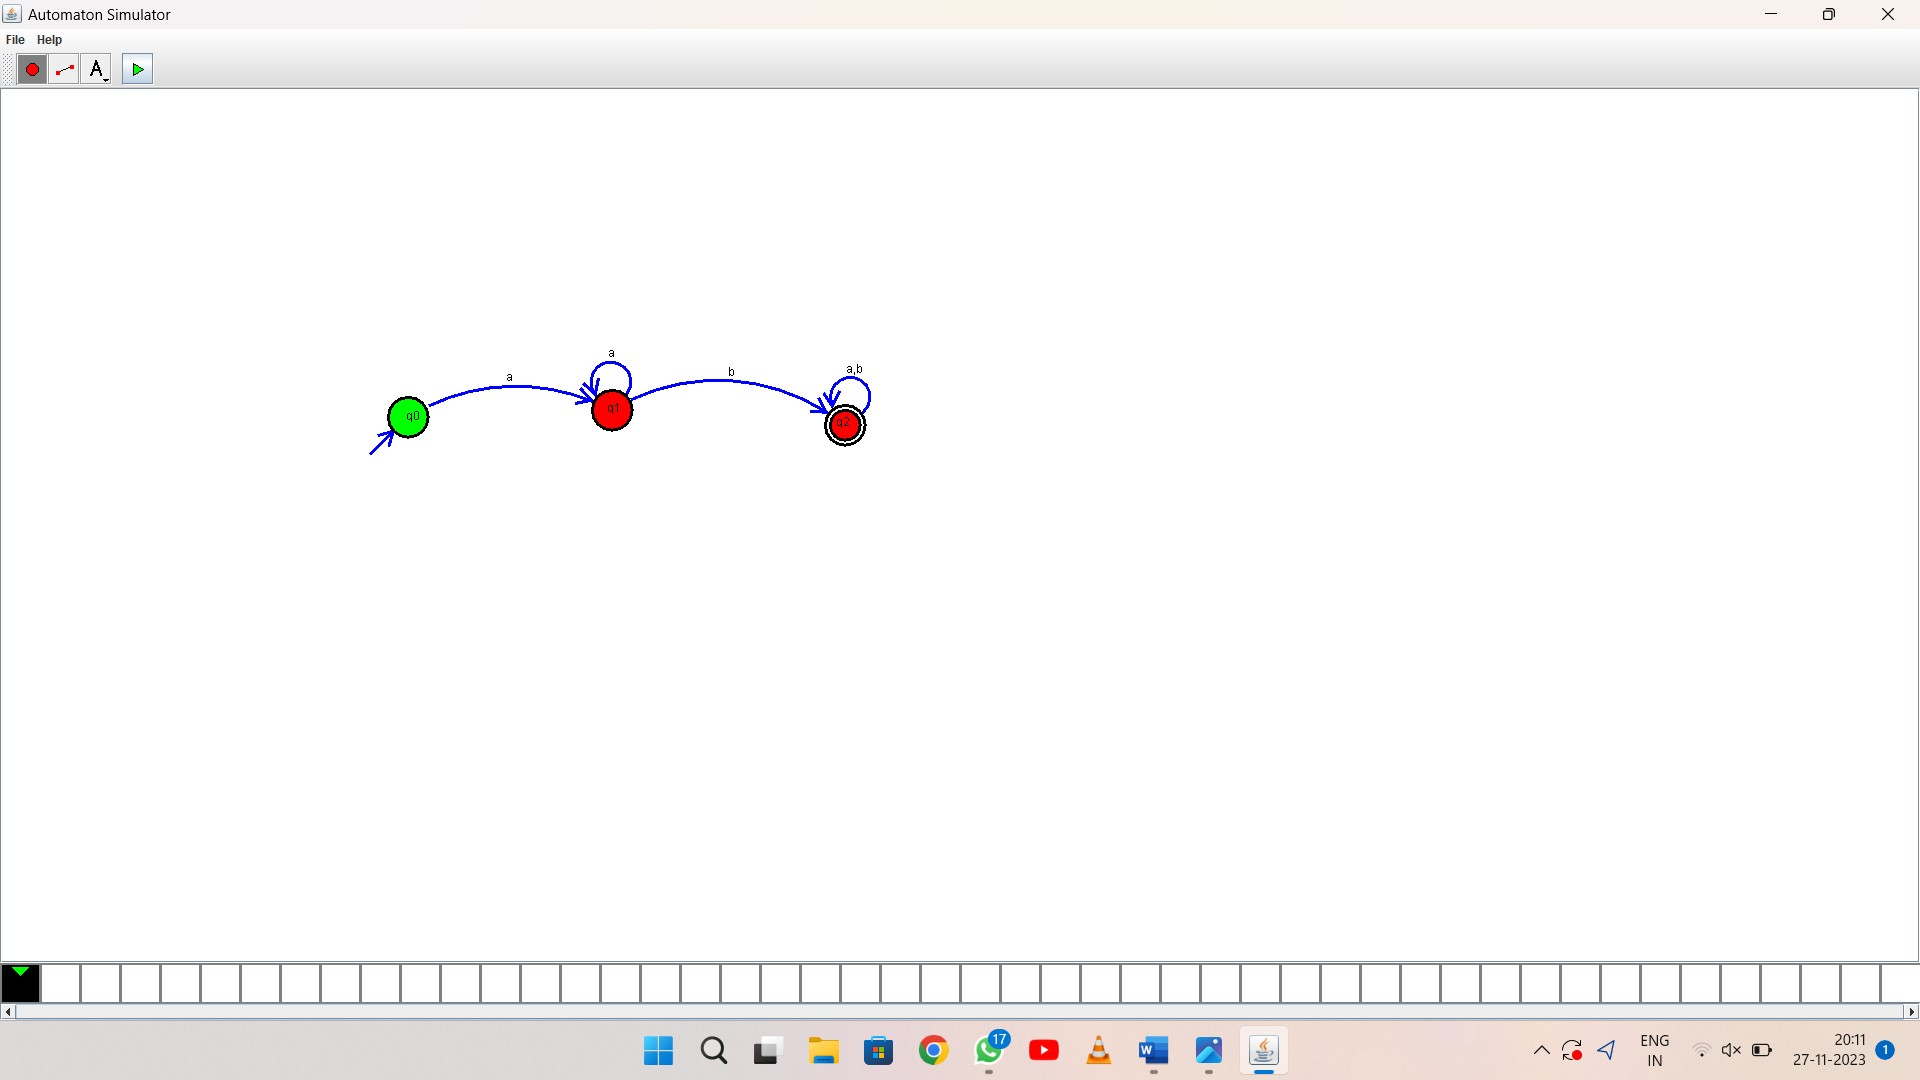 Automaton Simulator
File Help
A
a
a
b
a,b
q0
q1
q2
17
W
ENG
IN
20:11
27-11-2023
1